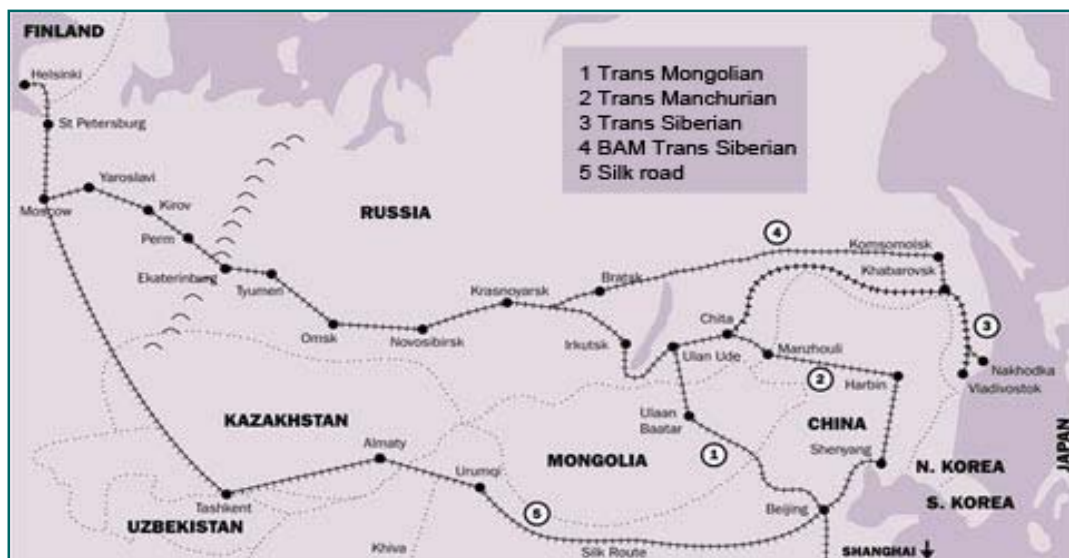 FINLAND
Helsinki
St Petersburg
Yaroslavi
Moscow
Kirov
Perm
Ekaterinburg
Tyumen
Omsk
Novosibirsk
Krasnoyarsk
RUSSIA
1 Trans Mongolian
2 Trans Manchurian
3 Trans Siberian
4 BAM Trans Siberian
5 Silk road
4
Komsomolsk
Bratsk
Khabarovsk
Chita
3
Irkutsk
Ulan Ude
Manzhouli
Nakhodka
2
Harbin
Vladivostok
KAZAKHSTAN
Ulaan
Baatar
CHINA
JAPAN
Almaty
Urumqi
MONGOLIA
1
Shenyang
N. KOREA
Tashkent
UZBEKISTAN
5
Beijing
S. KOREA
Khiva
Silk Route
SHANGHAI